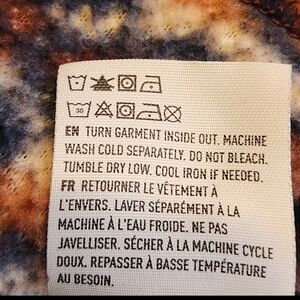 30
EN TURN GARMENT INSIDE OUT. MACHINE
WASH COLD SEPARATELY. DO NOT BLEACH.
TUMBLE DRY LOW. COOL IRON IF NEEDED.
FR RETOURNER LE VÊTEMENT À
L'ENVERS. LAVER SÉPARÉMENT À LA
MACHINE À L'EAU FROIDE. NE PAS
JAVELLISER. SÉCHER À LA MACHINE CYCLE
DOUX. REPASSER À BASSE TEMPÉRATURE
AU BESOIN.